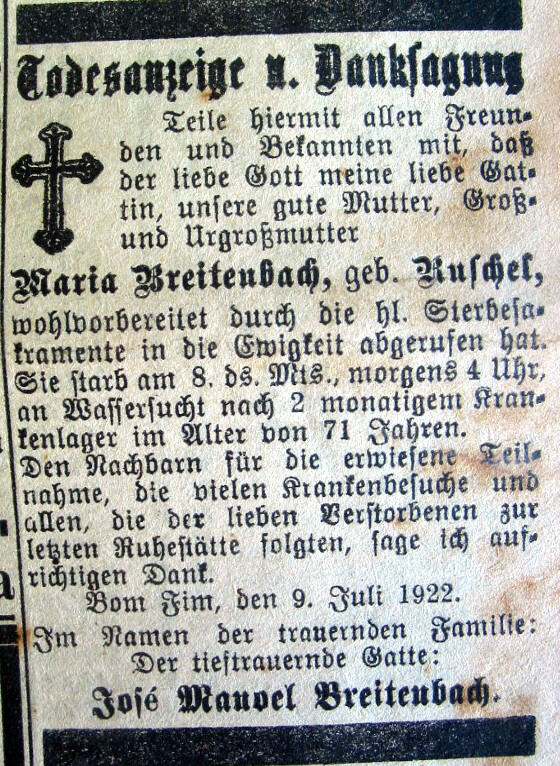 Todesanzeige u. Danksagung
Teile hiermit allen Freun-
den und Bekannten mit, daß
der liebe Gott meine liebe Gat-
tin, unsere gute Mutter, Groß-
und Urgroßmutter
Maria Breitenbach, geb. Ruschel,
wohlvorbereitet durch die hl. Sterbesa-
kramente in die Ewigkeit abgerufen hat.
Sie starb am 8. ds. Mts., morgens 4 Uhr,
an Wassersucht nach 2 monatigem Kran-
kenlager im Alter von 71 Jahren.
Den Nachbarn für die erwiesene Teil-
nahme, die vielen Krankenbesuche und
allen, die der lieben Verstorbenen zur
letzten Ruhestätte folgten, sage ich auf-
richtigen Dank.
Bom Fim, den 9. Juli 1922.
Im Namen der trauernden Familie:
Der tieftrauernde Gatte:
José Manoel Breitenbach.